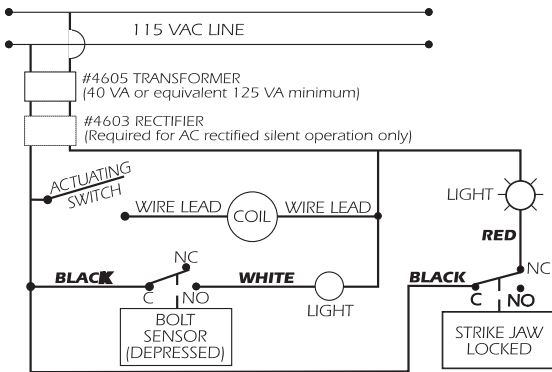 115 VAC LINE
#4605 TRANSFORMER
(40 VA or equivalent 125 VA minimum)
#4603 RECTIFIER
(Required for AC rectified silent operation only)
ACTUATING
SWITCH
WIRE LEAD
COIL
WIRE LEAD
LIGHT
RED
BLACK
NC
C
NO
WHITE
LIGHT
BLACK
NC
C
NO
BOLT
SENSOR
(DEPRESSED)
STRIKE JAW
LOCKED